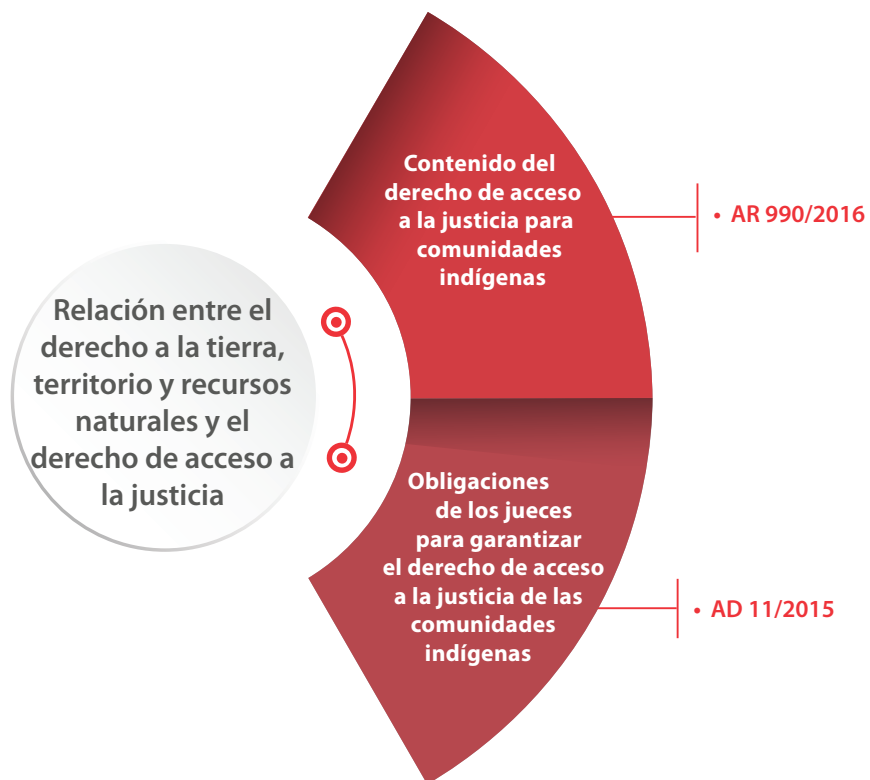 Relación entre el
derecho a la tierra,
territorio y recursos
naturales y el
derecho de acceso a
la justicia
Contenido del
derecho de acceso
a la justicia para
comunidades
indígenas
• AR 990/2016
Obligaciones
de los jueces
para garantizar
el derecho de acceso
a la justicia de las
comunidades
indígenas
• AD 11/2015